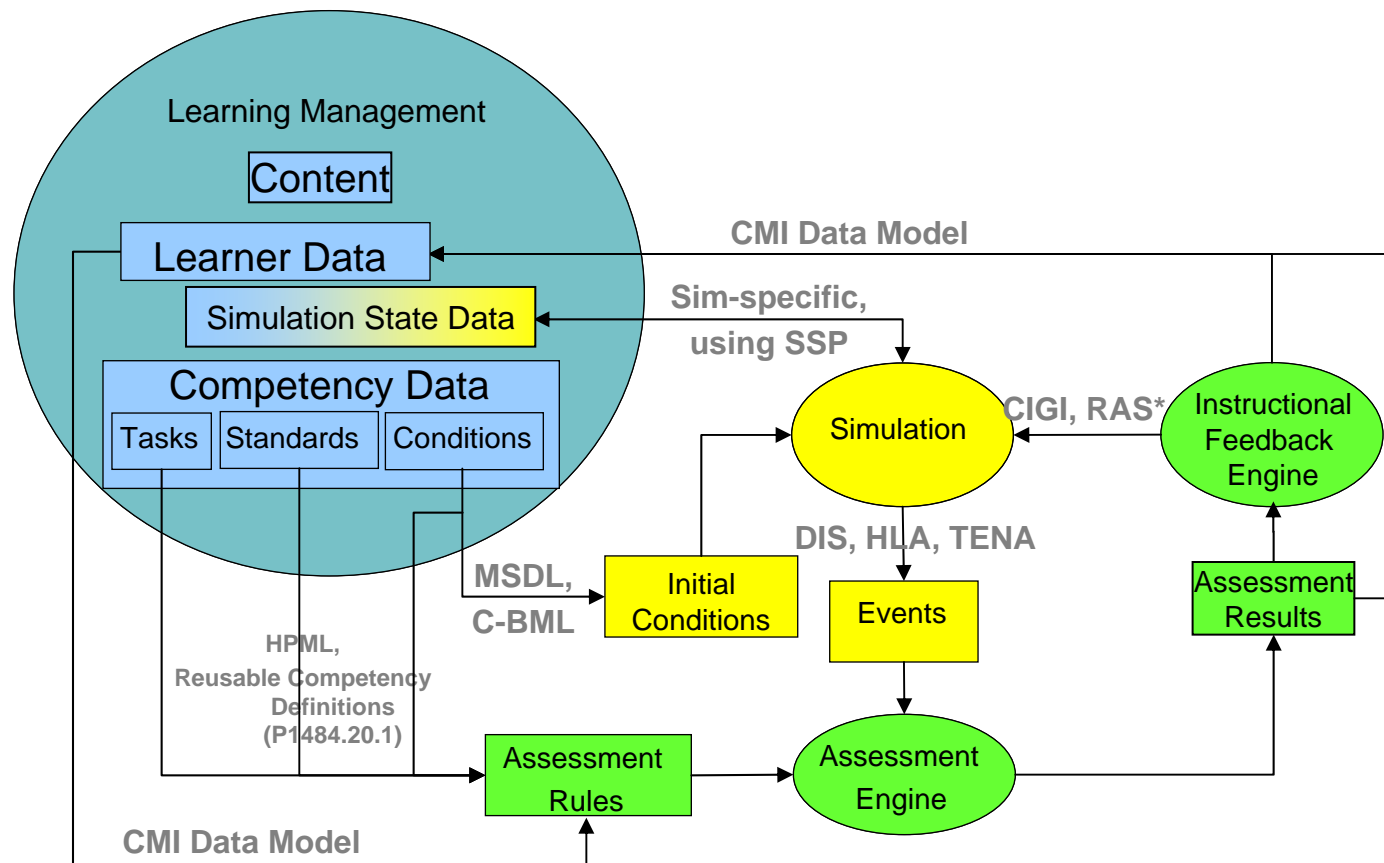 Learning Management
Content
CMI Data Model
Learner Data
Sim-specific,
using SSP
Simulation State Data
Competency Data
Tasks
Standards
Conditions
Simulation
CIGI, RAS*
Instructional
Feedback
Engine
DIS, HLA, TENA
MSDL,
C-BML
Initial
Conditions
Events
Assessment
Results
HPML,
Reusable Competency
Definitions
(P1484.20.1)
Assessment
Rules
Assessment
Engine
CMI Data Model